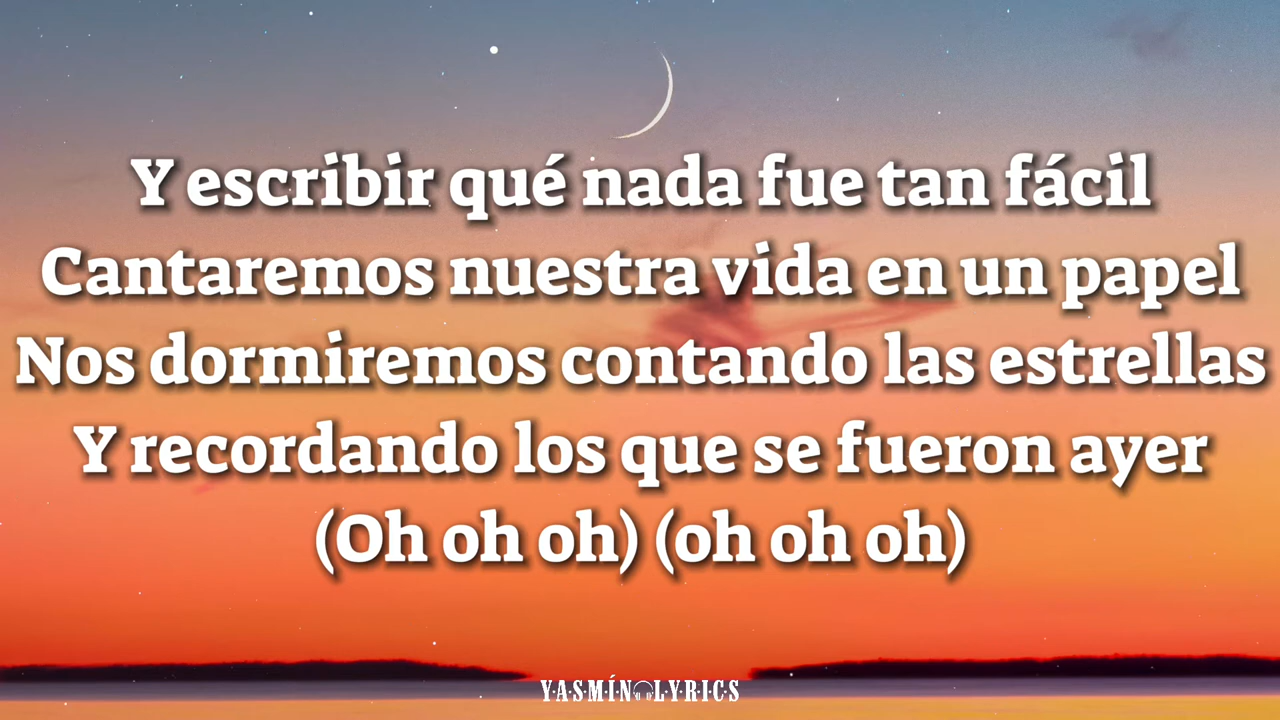 Y escribir qué nada fue tan fácil
Cantaremos nuestra vida en un papel
Nos dormiremos contando las estrellas
Y recordando los que se fueron ayer
(Oh oh oh) (oh oh oh)
YASMÍN LYRICS